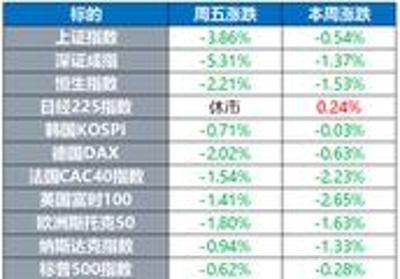 标的 周五涨跌 本周涨跌
上证指数 -3.86% -0.54%
深证成指 -5.31% -1.37%
恒生指数 -2.21% -1.53%
日经225指数 休市 0.24%
韩国KOSPI -0.71% -0.03%
德国DAX -2.02% -0.63%
法国CAC40指数 -1.54% -2.23%
英国富时100 -1.41% -2.65%
欧洲斯托克50 -1.80% -1.63%
纳斯达克指数 -0.94% -1.33%
标普500指数 -0.62% -0.28%